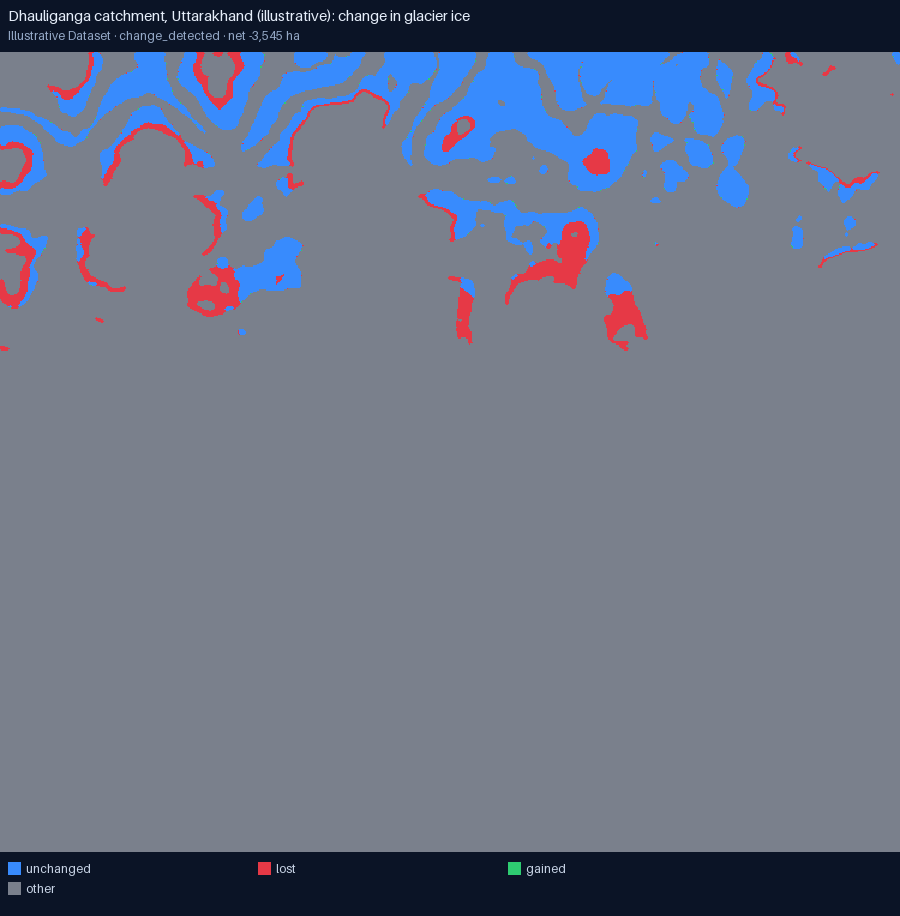 Dhauliganga catchment, Uttarakhand (illustrative): change in glacier ice
Illustrative Dataset · change_detected · net -3,545 ha
unchanged
lost
gained
other